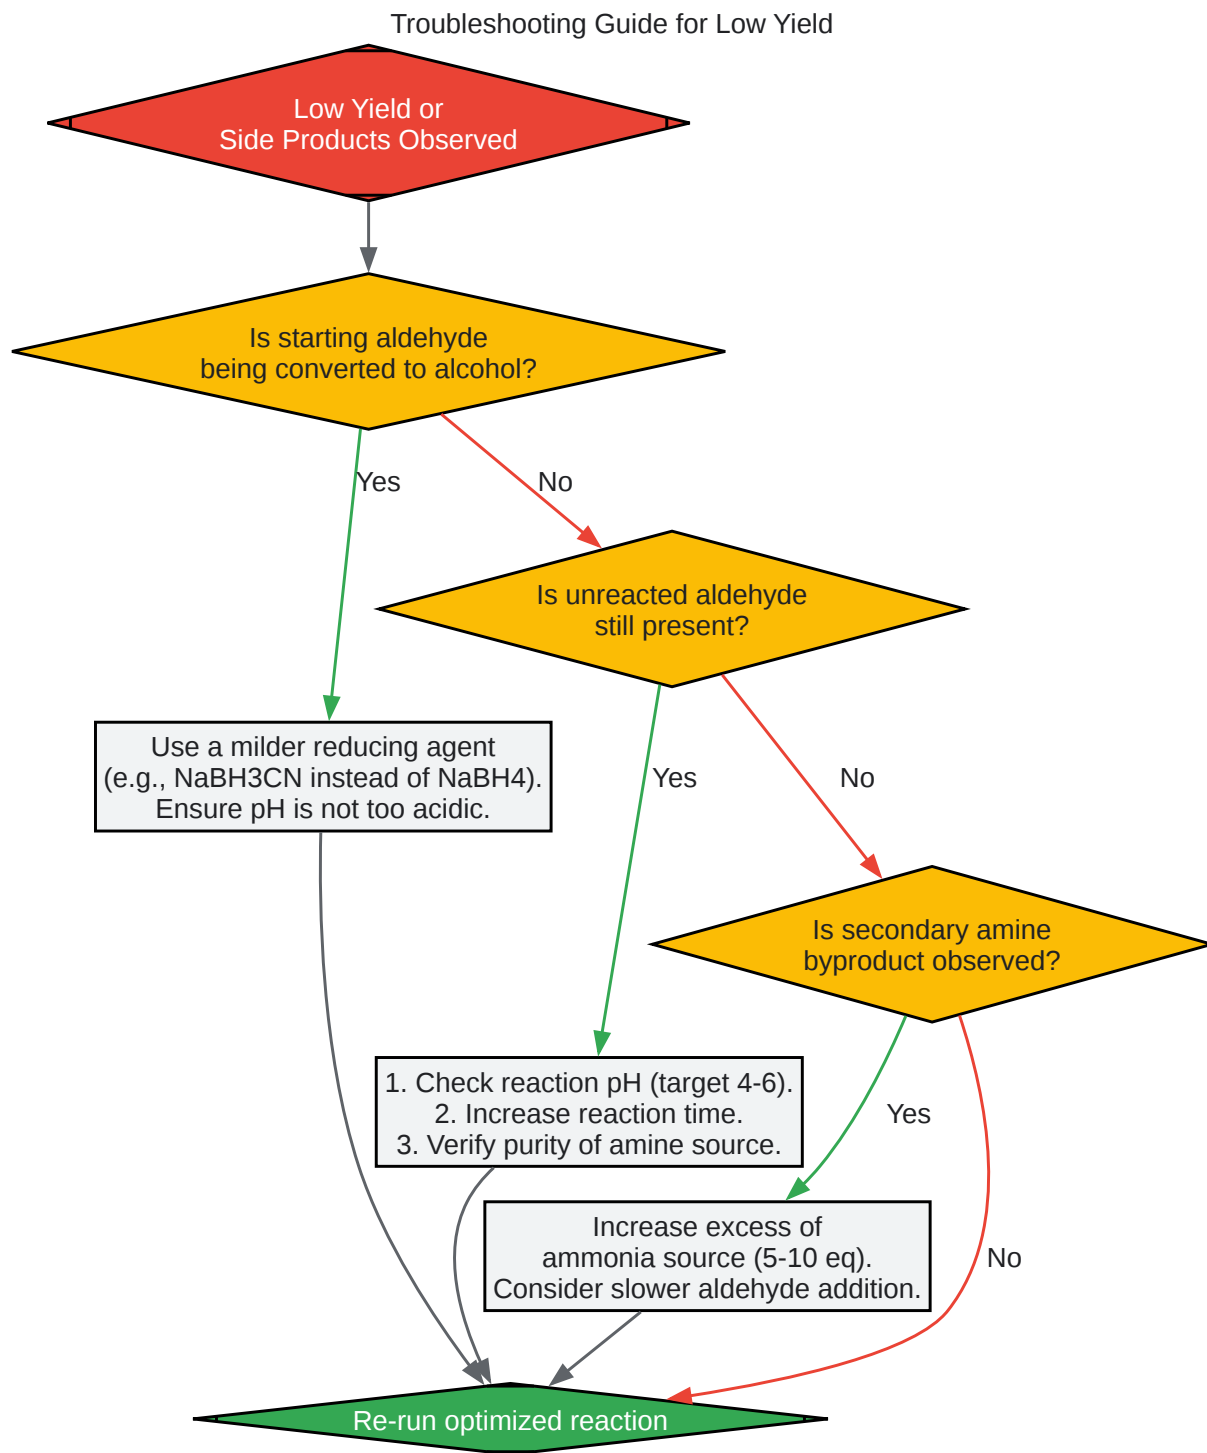 Troubleshooting Guide for Low Yield
Low Yield or
Side Products Observed
Is starting aldehyde
being converted to alcohol?
Yes
No
Is unreacted aldehyde
still present?
Use a milder reducing agent
(e.g., NaBH3CN instead of NaBH4).
Ensure pH is not too acidic.
Yes
No
Is secondary amine
byproduct observed?
1. Check reaction pH (target 4-6).
2. Increase reaction time.
3. Verify purity of amine source.
Yes
Increase excess of
ammonia source (5-10 eq).
Consider slower aldehyde addition.
No
Re-run optimized reaction